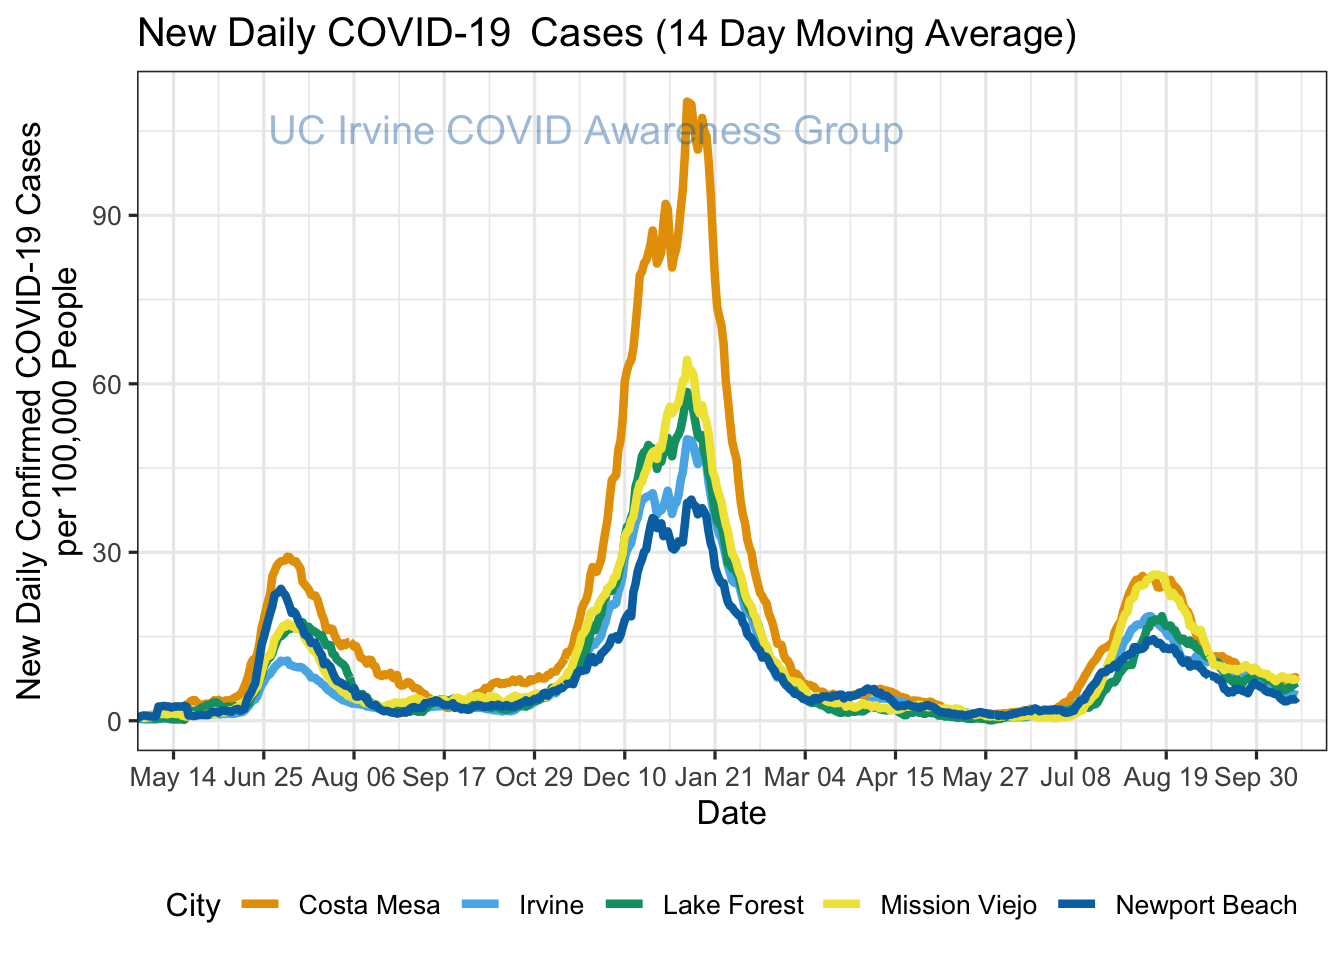 New Daily COVID-19  Cases (14 Day Moving Average)
UC Irvine COVID Awareness Group
New Daily Confirmed COVID-19 Cases
per 100,000 People
90
60
30
0
May 14 Jun 25 Aug 06 Sep 17 Oct 29 Dec 10 Jan 21 Mar 04 Apr 15 May 27 Jul 08 Aug 19 Sep 30
Date
City Costa Mesa Irvine Lake Forest Mission Viejo Newport Beach